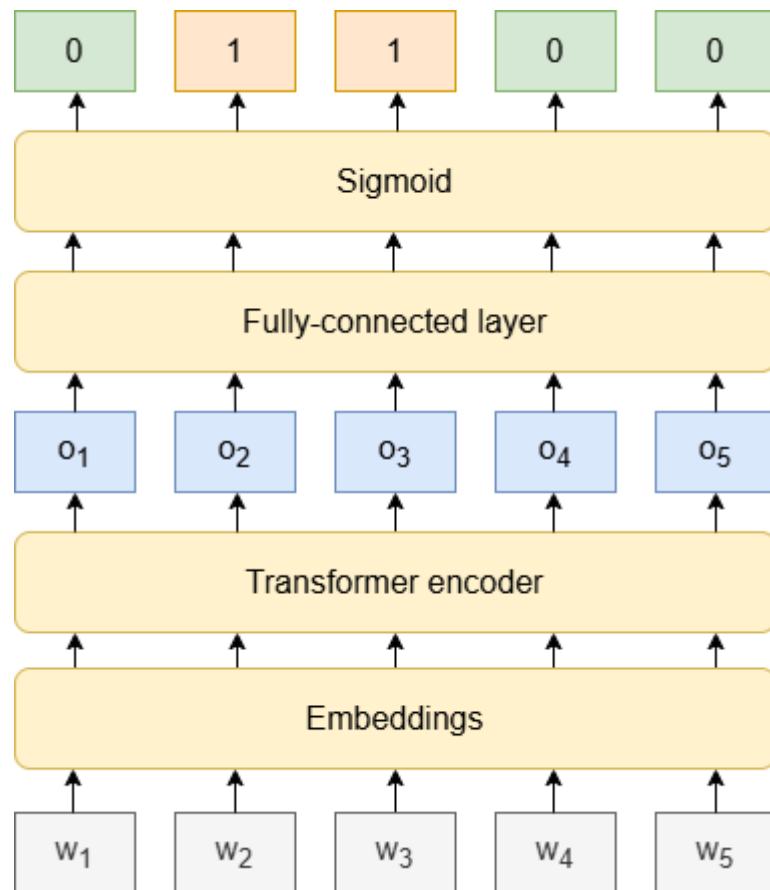 0 1 1 0 0
Sigmoid
Fully-connected layer
o₁ o₂ o₃ o₄ o₅
Transformer encoder
Embeddings
w₁ w₂ w₃ w₄ w₅